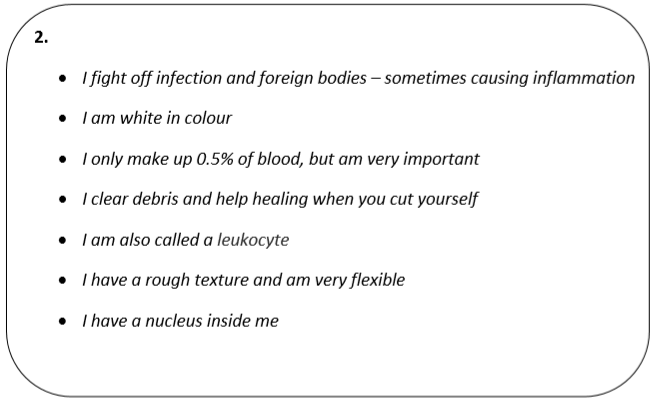 2.
• I fight off infection and foreign bodies – sometimes causing inflammation
• I am white in colour
• I only make up 0.5% of blood, but am very important
• I clear debris and help healing when you cut yourself
• I am also called a leukocyte
• I have a rough texture and am very flexible
• I have a nucleus inside me